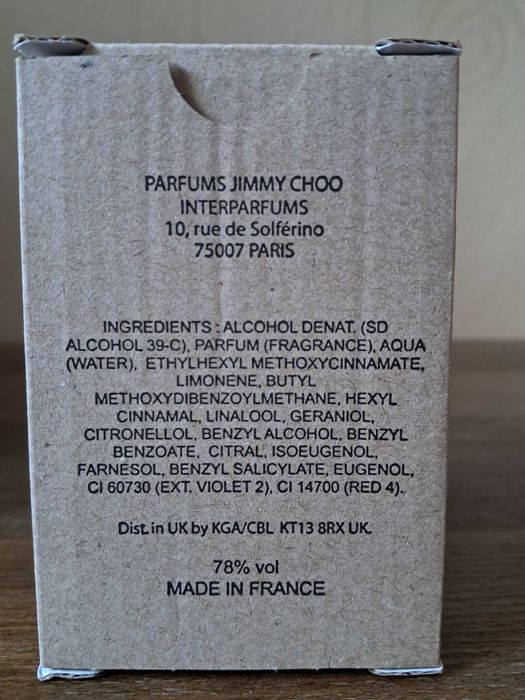 PARFUMS JIMMY CHOO
INTERPARFUMS
10, rue de Solférino
75007 PARIS
INGREDIENTS : ALCOHOL DENAT. (SD
ALCOHOL 39-C), PARFUM (FRAGRANCE), AQUA
(WATER), ETHYLHEXYL METHOXYCINNAMATE,
LIMONENE, BUTYL
METHOXYDIBENZOYLMETHANE, HEXYL
CINNAMAL, LINALOOL, GERANIOL,
CITRONELLOL, BENZYL ALCOHOL, BENZYL
BENZOATE, CITRAL, ISOEUGENOL,
FARNESOL, BENZYL SALICYLATE, EUGENOL,
CI 60730 (EXT. VIOLET 2), CI 14700 (RED 4).
Dist. in UK by KGA/CBL KT13 8RX UK.
78% vol
MADE IN FRANCE